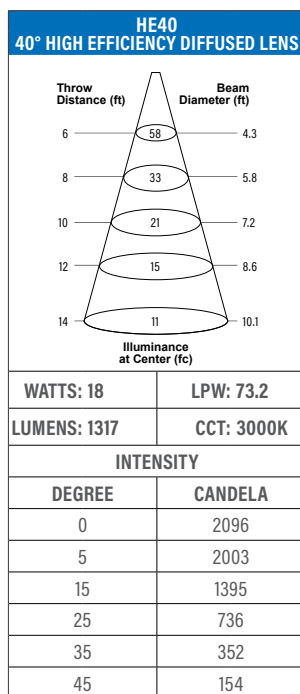 HE40
40° HIGH EFFICIENCY DIFFUSED LENS
Throw Beam
Distance (ft) Diameter (ft)
6 58 4.3
8 33 5.8
10 21 7.2
12 15 8.6
14 11 10.1
Illuminance
at Center (fc)
WATTS: 18 LPW: 73.2
LUMENS: 1317 CCT: 3000K
INTENSITY
DEGREE CANDELA
0 2096
5 2003
15 1395
25 736
35 352
45 154